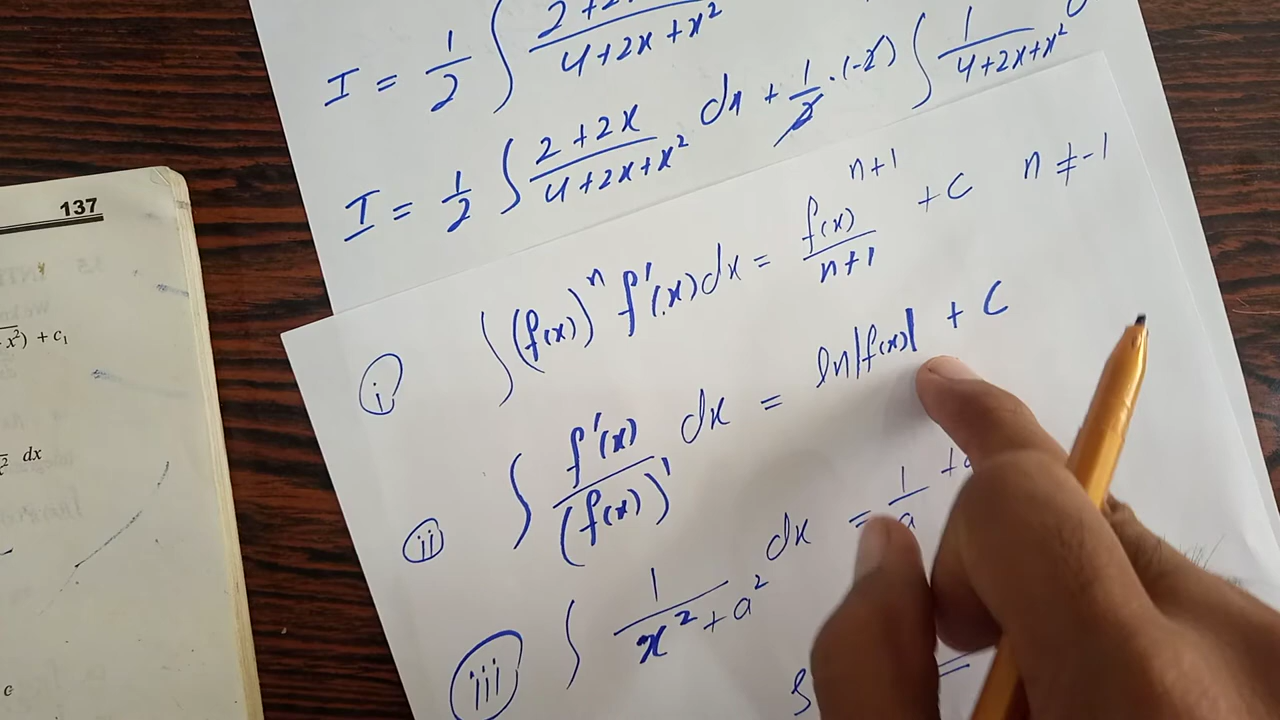 I = 1/2 ∫ 2+2 / 4+2x+x²
I = 1/2 ∫ 2+2x / 4+2x+x² dx + 1/2 · (-2) ∫ 1 / 4+2x+x²
(i) ∫ (f(x))ⁿ f'(x) dx = f(x)ⁿ⁺¹ / n+1 + C n ≠ -1
(ii) ∫ f'(x) / (f(x))¹ dx = ln|f(x)| + C
(iii) ∫ 1 / x² + a² dx = 1/a
137
x²) + c₁
dx
c